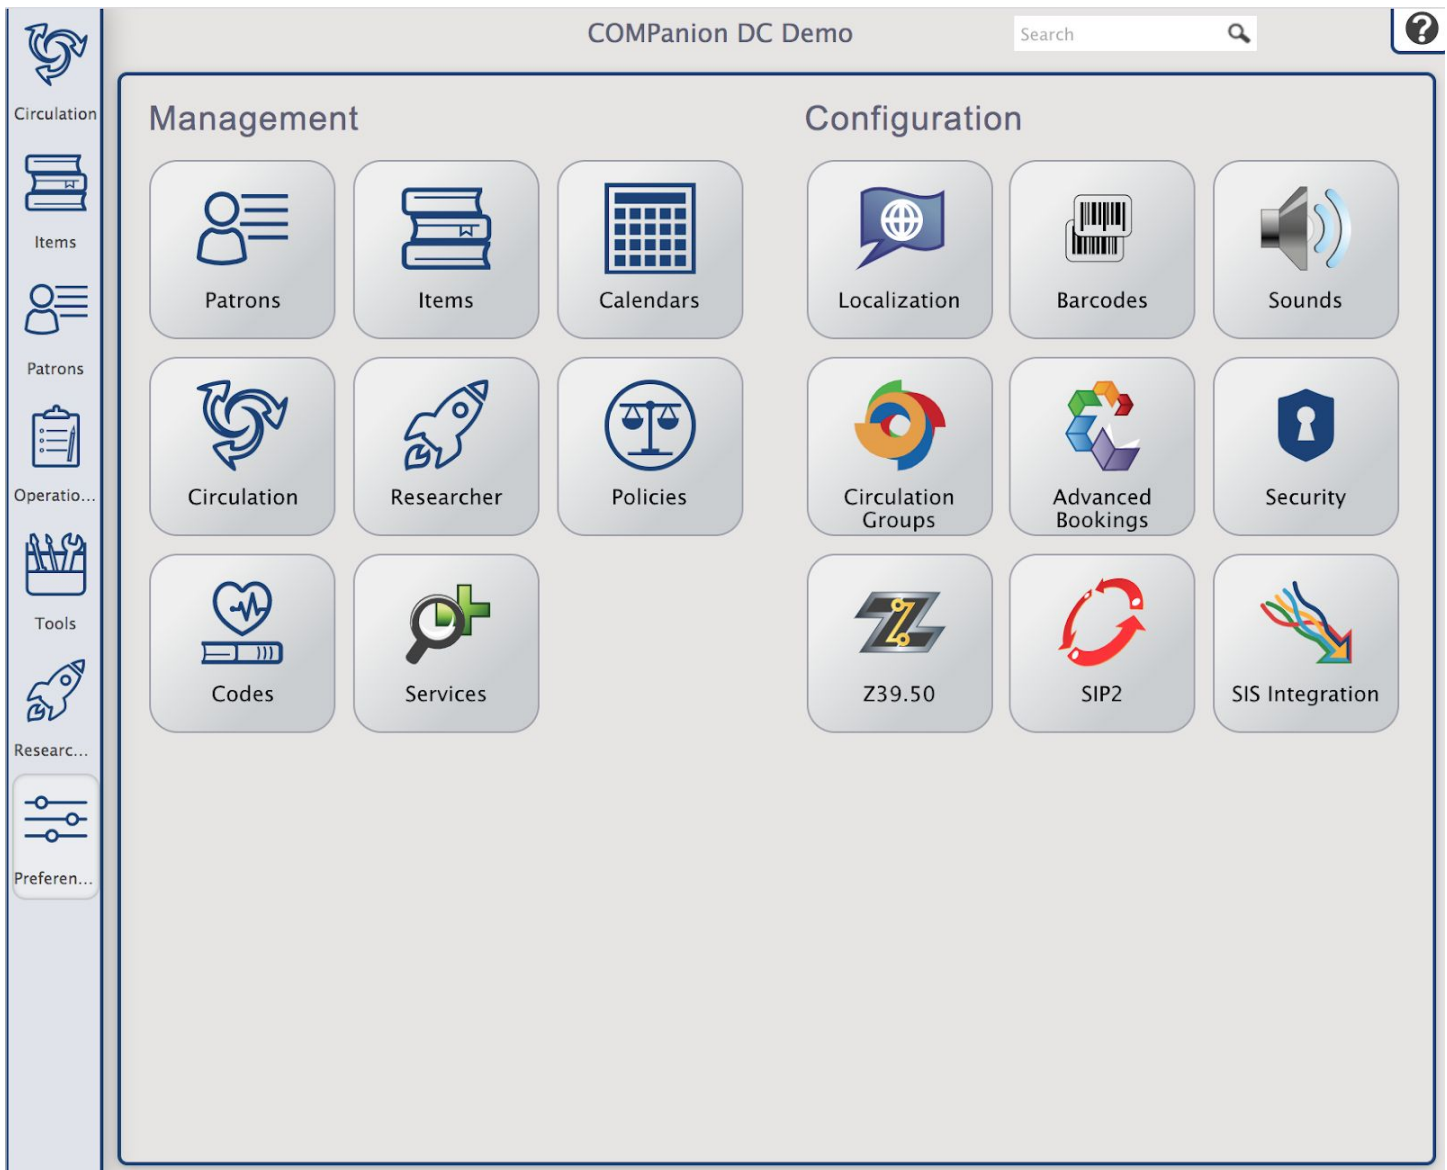 COMPanion DC Demo
Search
Circulation
Items
Patrons
Operatio...
Tools
Researc...
Preferen...
Management
Patrons
Items
Calendars
Circulation
Researcher
Policies
Codes
Services
Configuration
Localization
Barcodes
Sounds
Circulation
Groups
Advanced
Bookings
Security
Z39.50
SIP2
SIS Integration